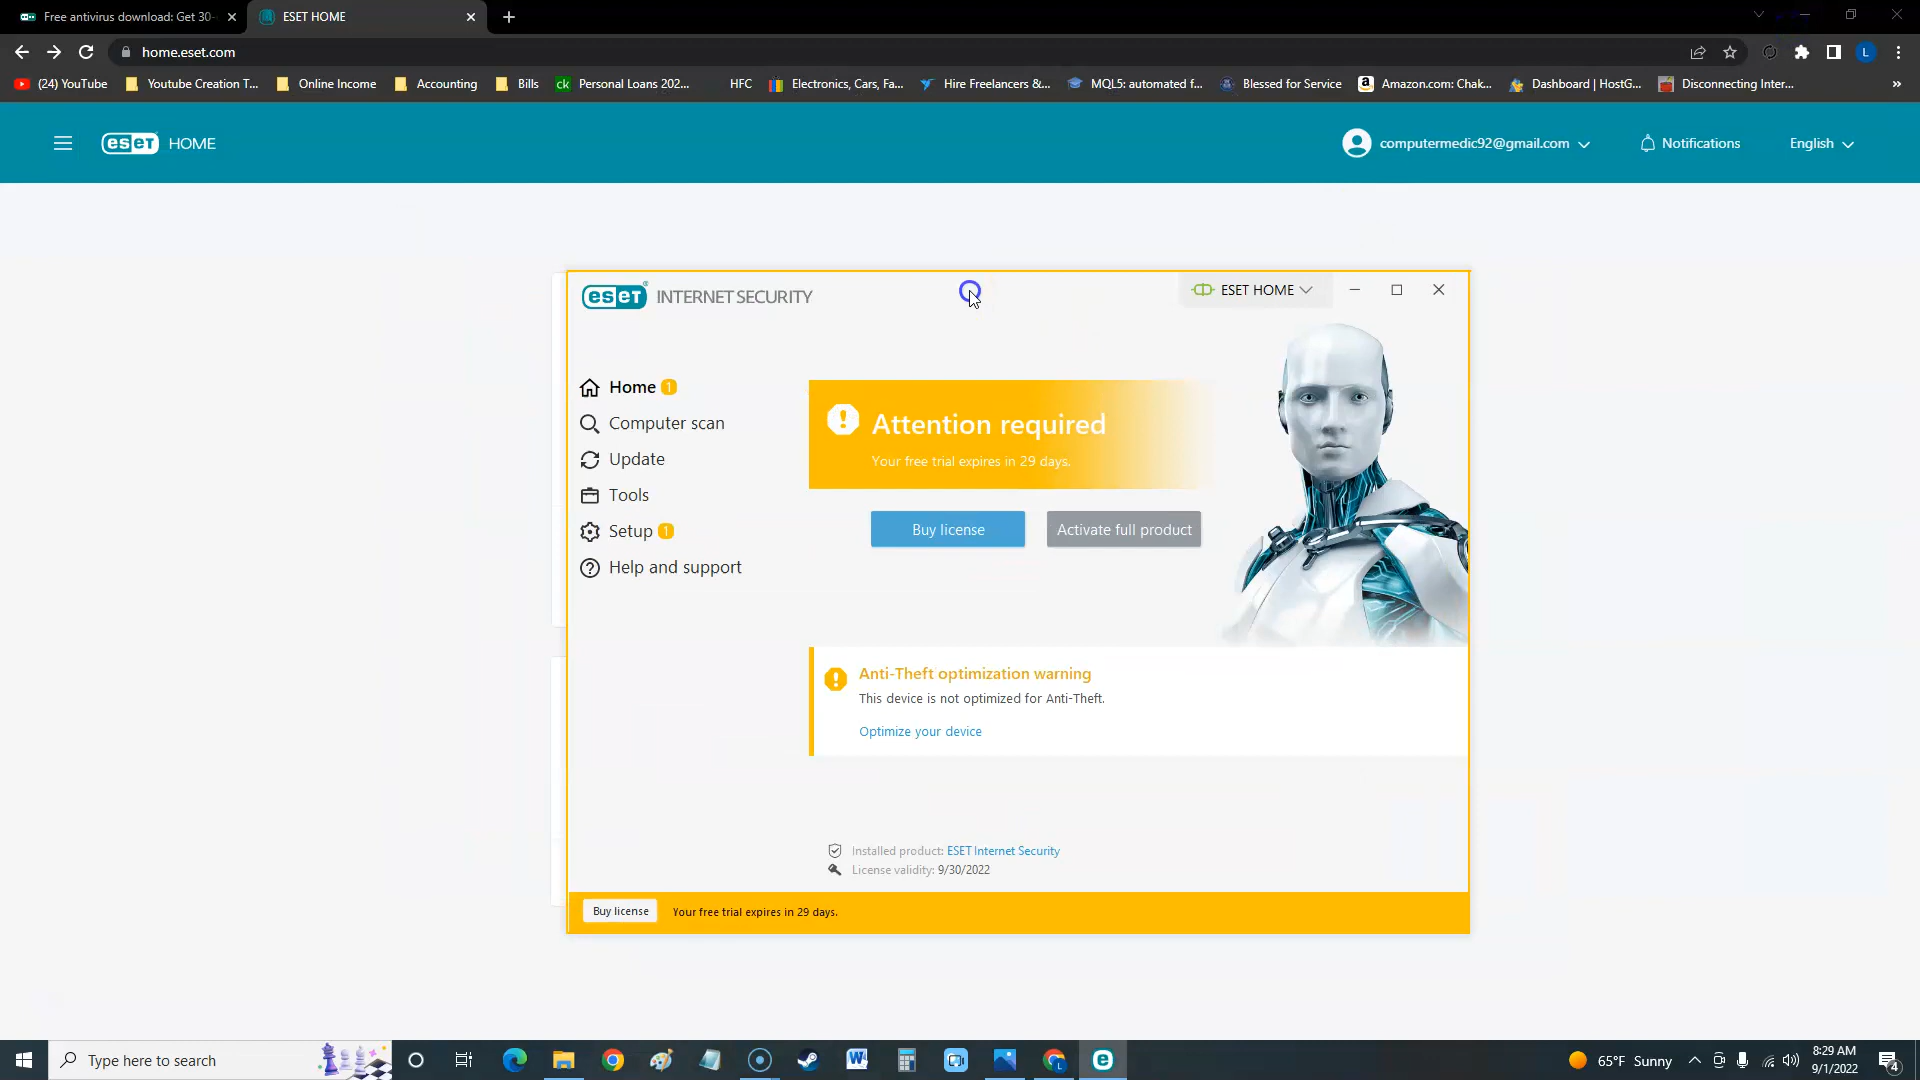 Free antivirus download: Get 30-
ESET HOME
home.eset.com
(24) YouTube
Youtube Creation T...
Online Income
Accounting
Bills
ck
Personal Loans 202...
HFC
Electronics, Cars, Fa...
Hire Freelancers &...
MQL5: automated f...
Blessed for Service
Amazon.com: Chak...
Dashboard | HostG...
Disconnecting Inter...
»
L
eset HOME
computermedic92@gmail.com
Notifications
English
eset® INTERNET SECURITY
ESET HOME
Home 1
Computer scan
Update
Tools
Setup 1
Help and support
Attention required
Your free trial expires in 29 days.
Buy license
Activate full product
Anti-Theft optimization warning
This device is not optimized for Anti-Theft.
Optimize your device
Installed product: ESET Internet Security
License validity: 9/30/2022
Buy license
Your free trial expires in 29 days.
Type here to search
65°F Sunny
8:29 AM
9/1/2022
4